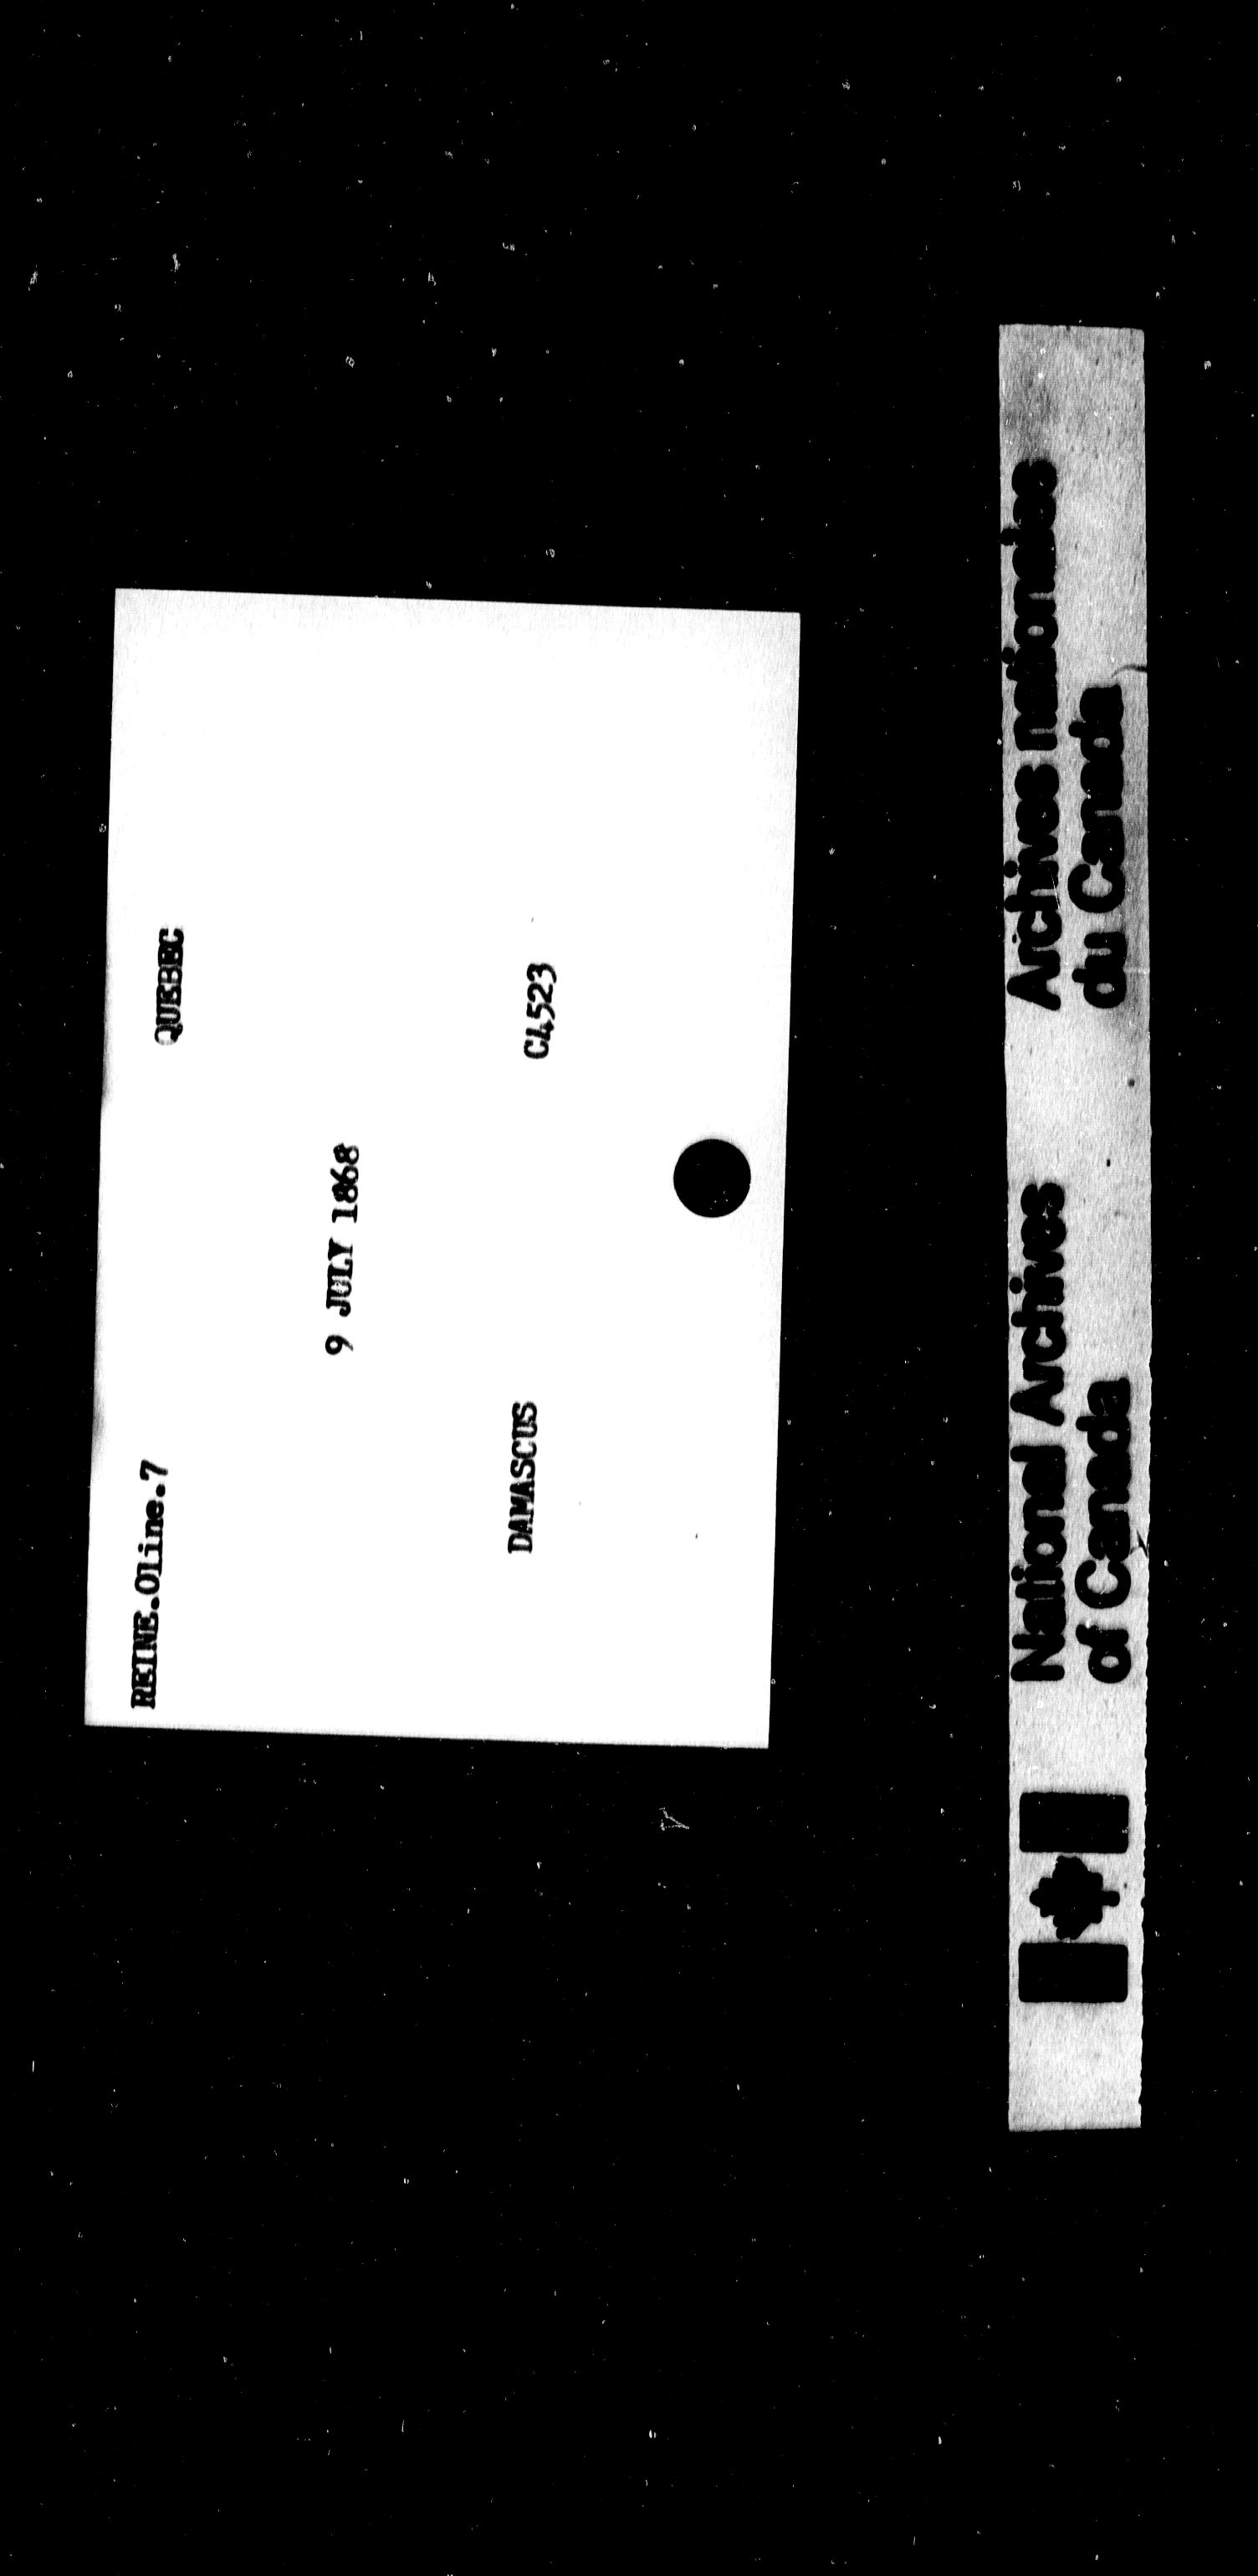 REINE.Oline.7 QUEBEC
9 JULY 1868
DAMASCUS C4523
National Archives Archives nationales
of Canada du Canada